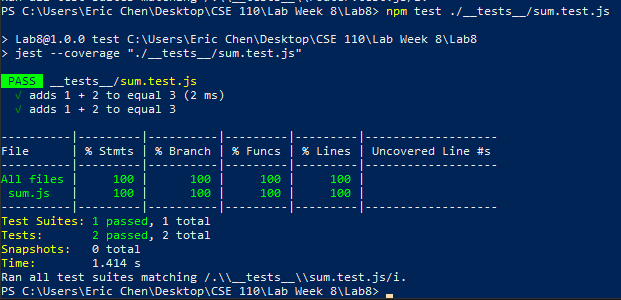 PS C:\Users\Eric Chen\Desktop\CSE 110\Lab Week 8\Lab8> npm test ./__tests__/sum.test.js
> Lab8@1.0.0 test C:\Users\Eric Chen\Desktop\CSE 110\Lab Week 8\Lab8
> jest --coverage "./__tests__/sum.test.js"
PASS __tests__/sum.test.js
√ adds 1 + 2 to equal 3 (2 ms)
√ adds 1 + 2 to equal 3
----------|---------|----------|---------|---------|-------------------
File | % Stmts | % Branch | % Funcs | % Lines | Uncovered Line #s
----------|---------|----------|---------|---------|-------------------
All files | 100 | 100 | 100 | 100 |
sum.js | 100 | 100 | 100 | 100 |
----------|---------|----------|---------|---------|-------------------
Test Suites: 1 passed, 1 total
Tests: 2 passed, 2 total
Snapshots: 0 total
Time: 1.414 s
Ran all test suites matching /.\\__tests__\\sum.test.js/i.
PS C:\Users\Eric Chen\Desktop\CSE 110\Lab Week 8\Lab8>